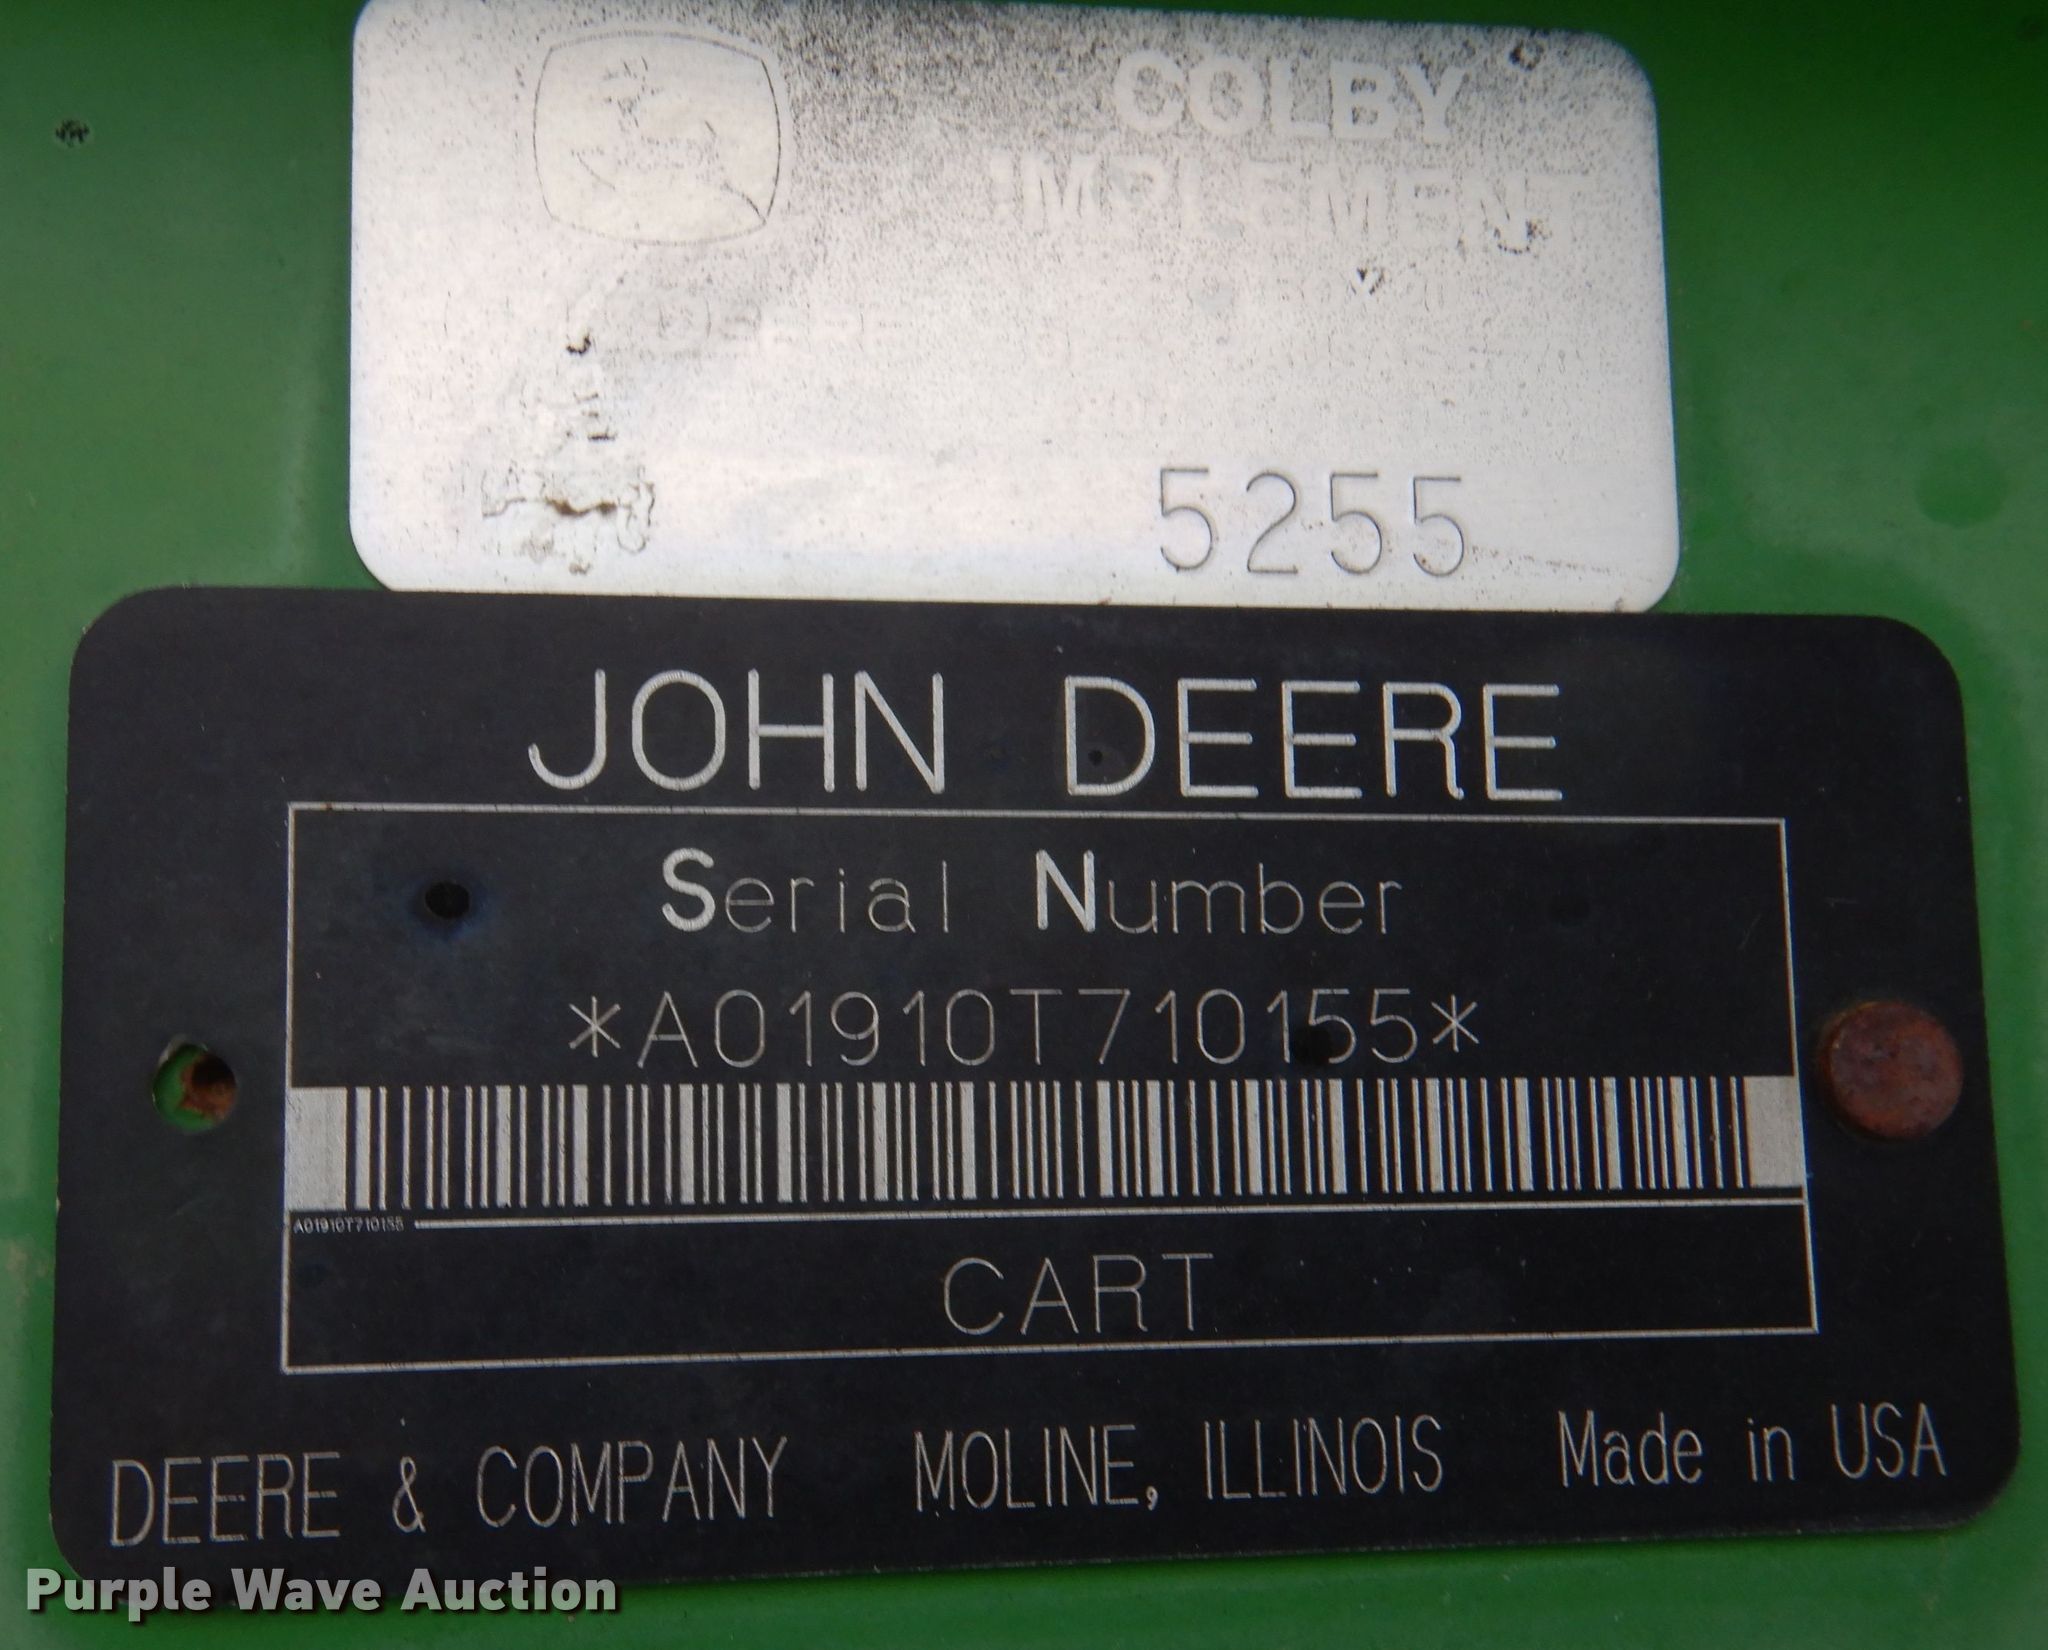 COLBY
IMPLEMENT
5255
JOHN DEERE
Serial Number
*A01910T710155*
A01910T710155
CART
DEERE & COMPANY MOLINE, ILLINOIS Made in USA
Purple Wave Auction